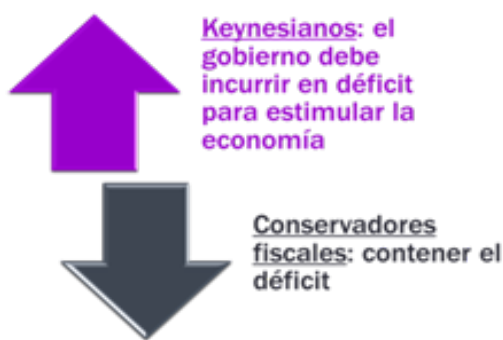 Keynesianos: el
gobierno debe
incurrir en déficit
para estimular la
economía
Conservadores
fiscales: contener el
déficit